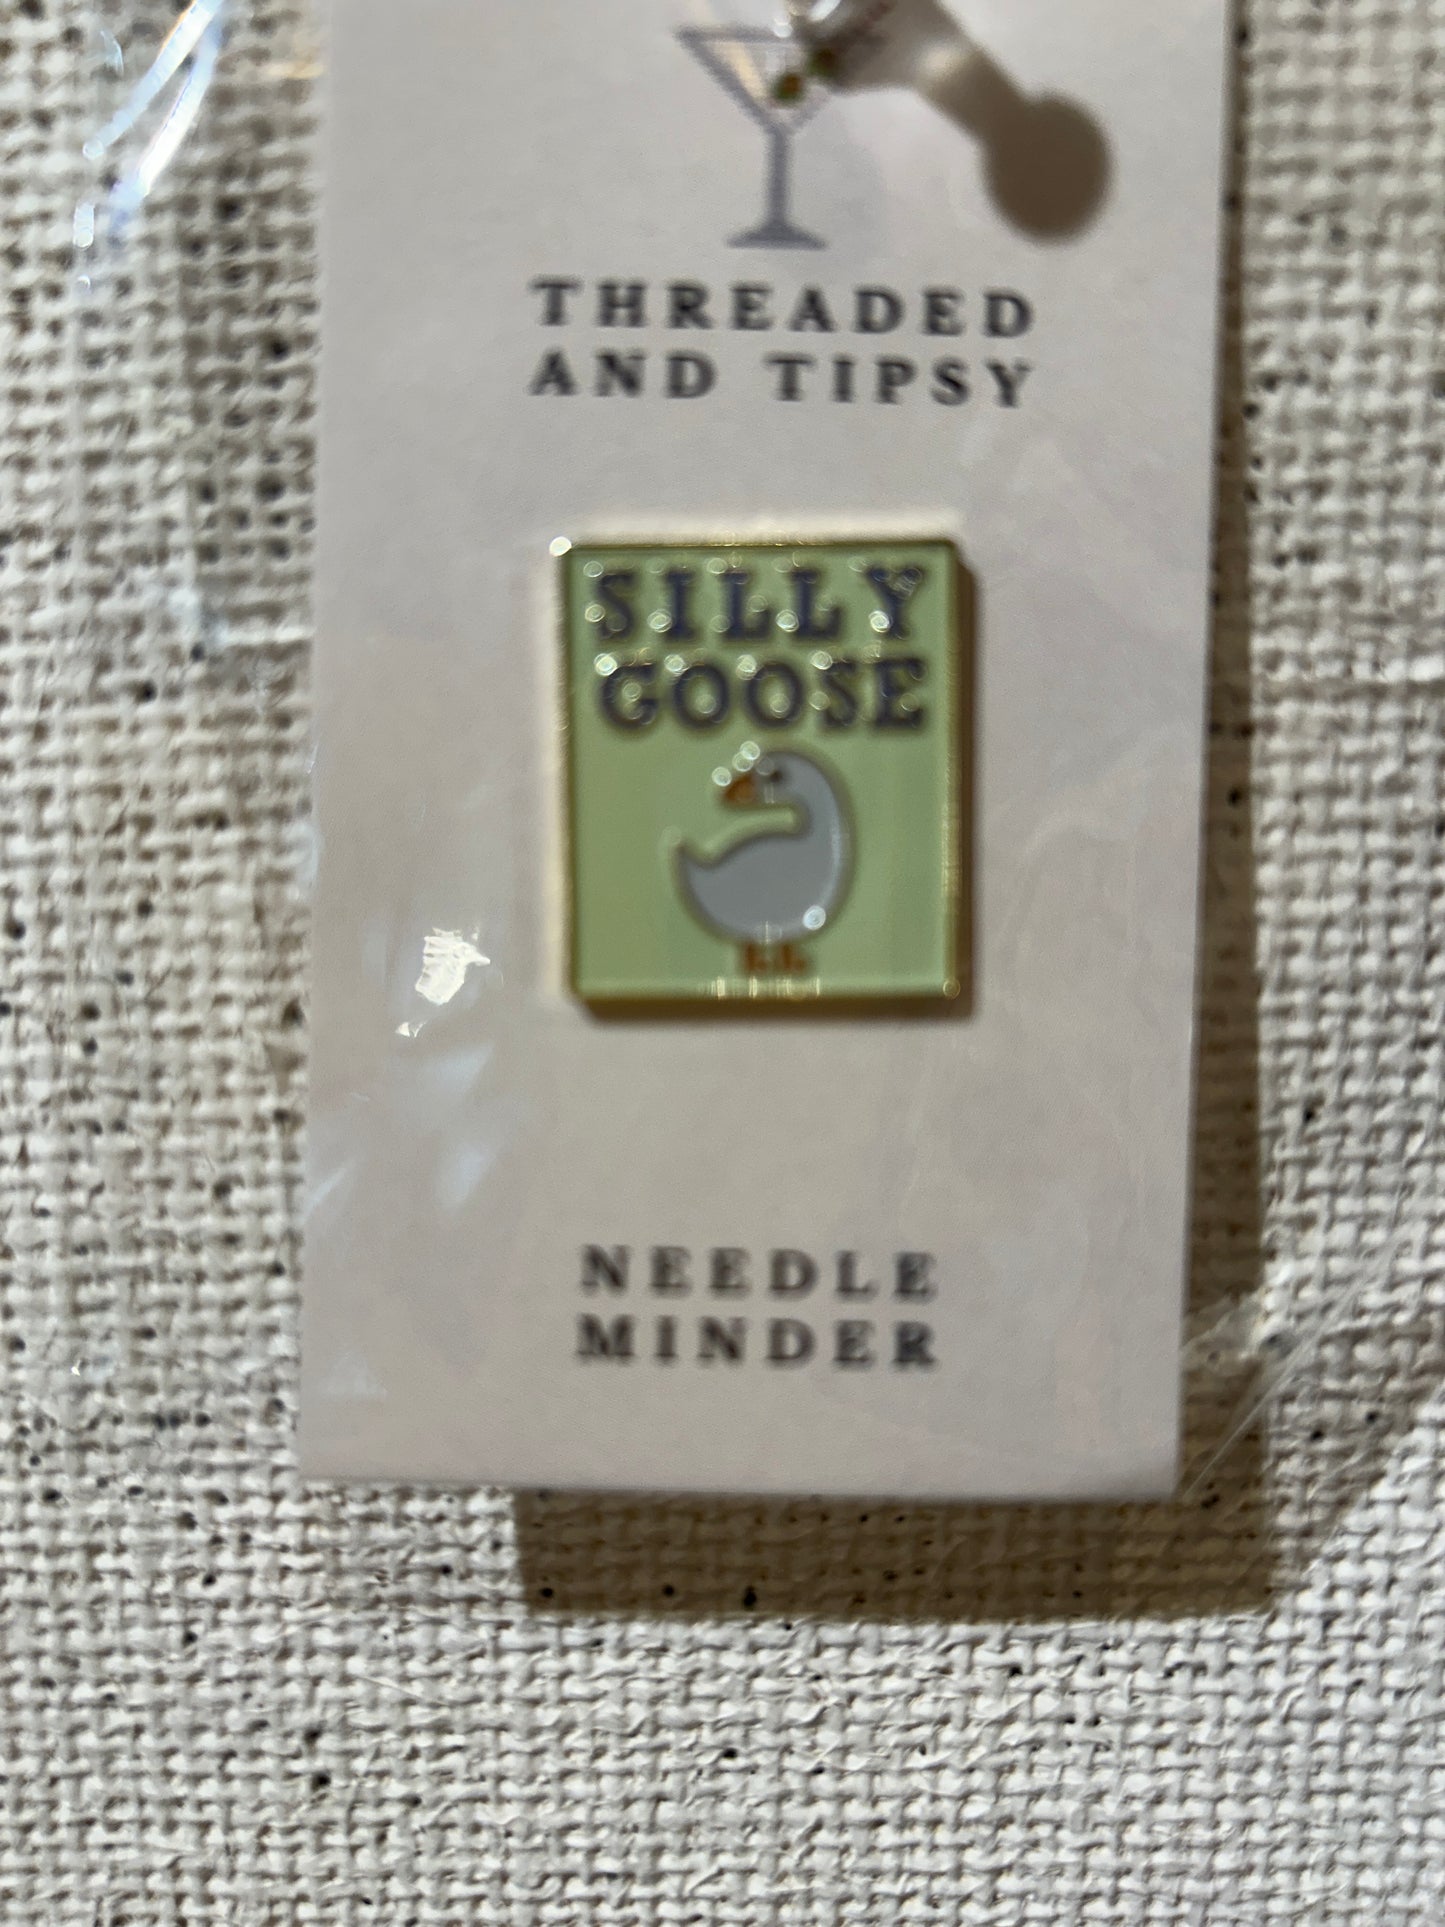 THREADED
AND TIPSY
SILLY
GOOSE
NEEDLE
MINDER